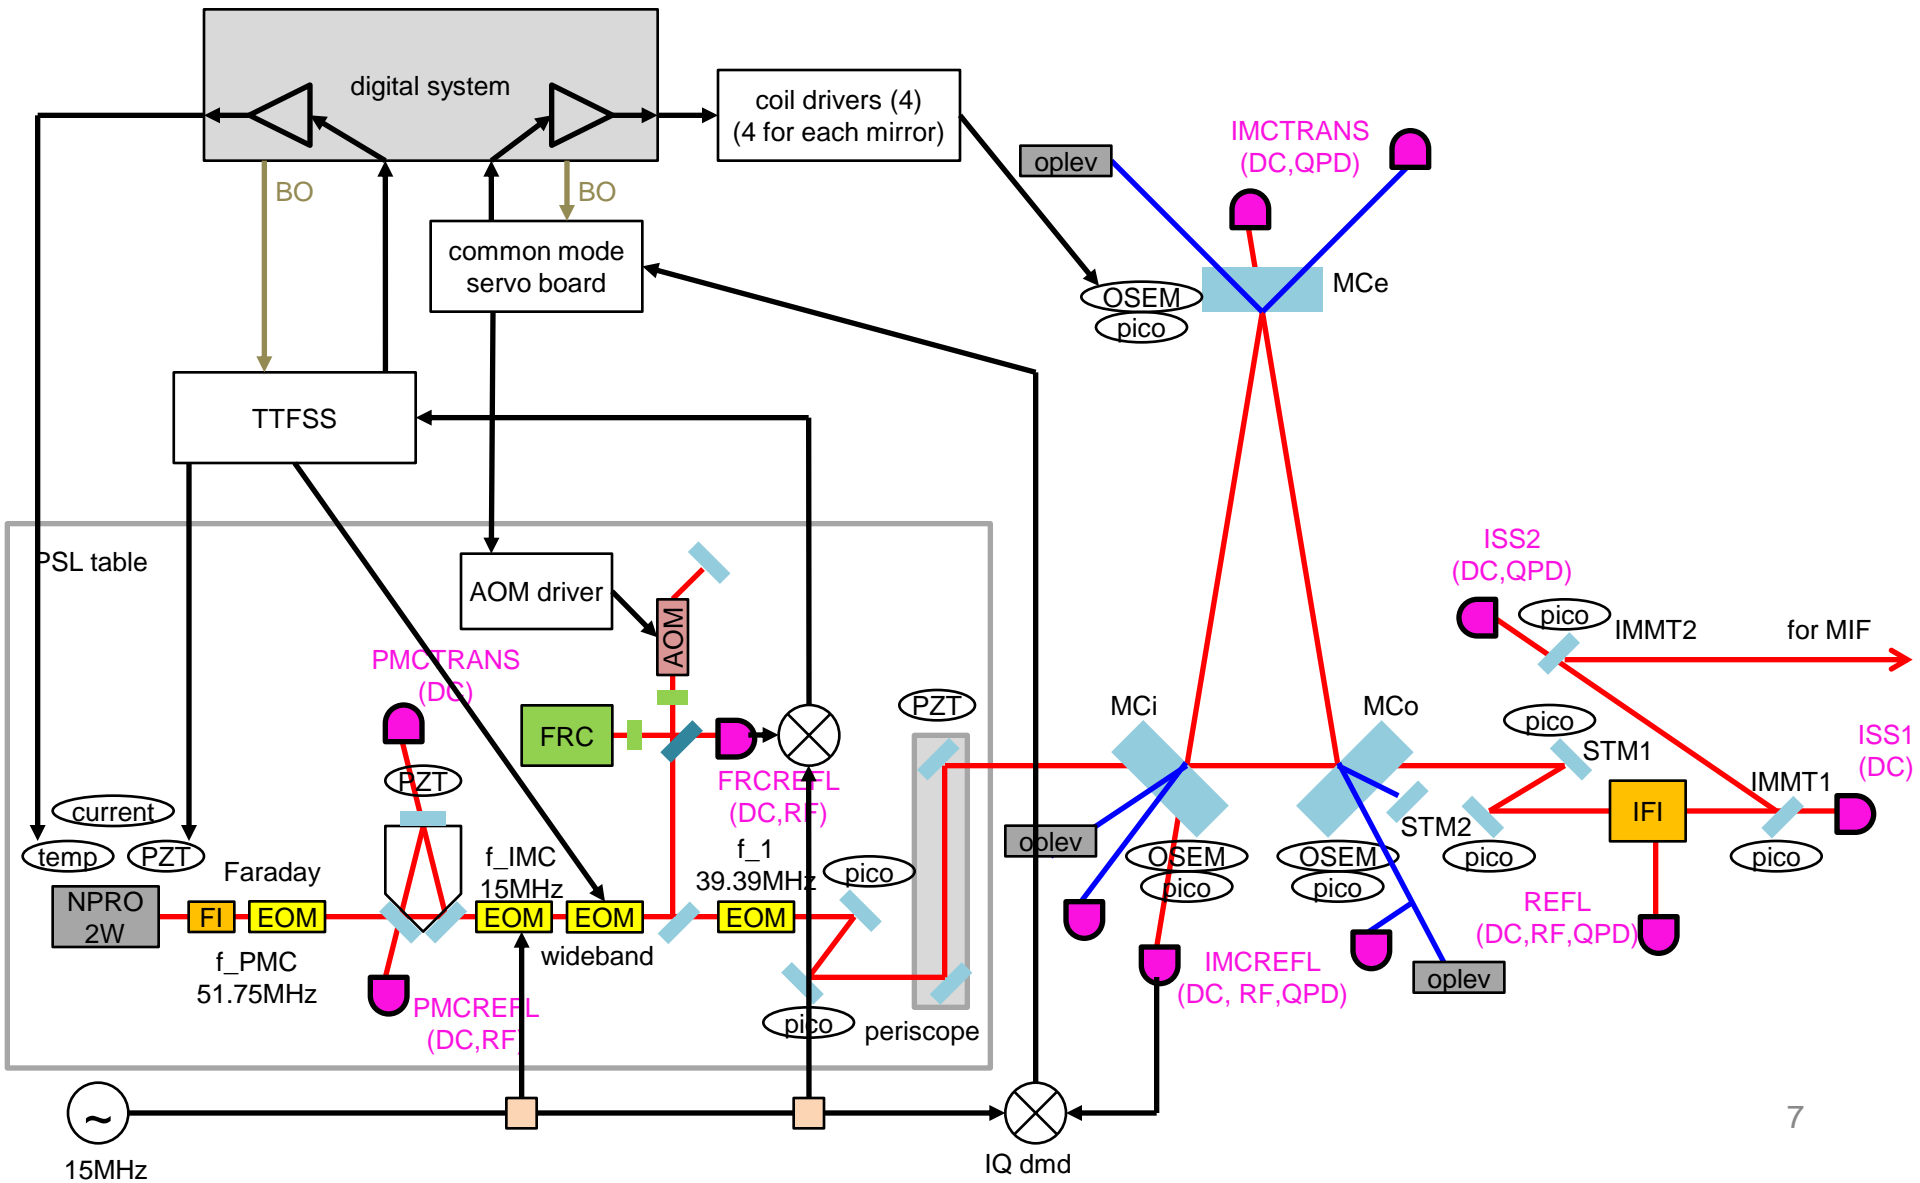 digital system
coil drivers (4)
(4 for each mirror)
IMCTRANS
(DC,QPD)
oplev
BO
BO
common mode
servo board
MCe
OSEM
pico
TTFSS
PSL table
AOM driver
AOM
ISS2
(DC,QPD)
pico
IMMT2
for MIF
PMCTRANS
(DC)
PZT
MCi
MCo
pico
STM1
ISS1
(DC)
FRC
PZT
FRCREFL
(DC,RF)
IMMT1
current
temp
PZT
Faraday
f_IMC
15MHz
f_1
39.39MHz
pico
oplev
STM2
IFI
OSEM
pico
OSEM
pico
pico
pico
NPRO
2W
FI
EOM
EOM
EOM
EOM
wideband
f_PMC
51.75MHz
REFL
(DC,RF,QPD)
PMCREFL
(DC,RF)
pico
periscope
IMCREFL
(DC, RF,QPD)
oplev
~
15MHz
IQ dmd
7